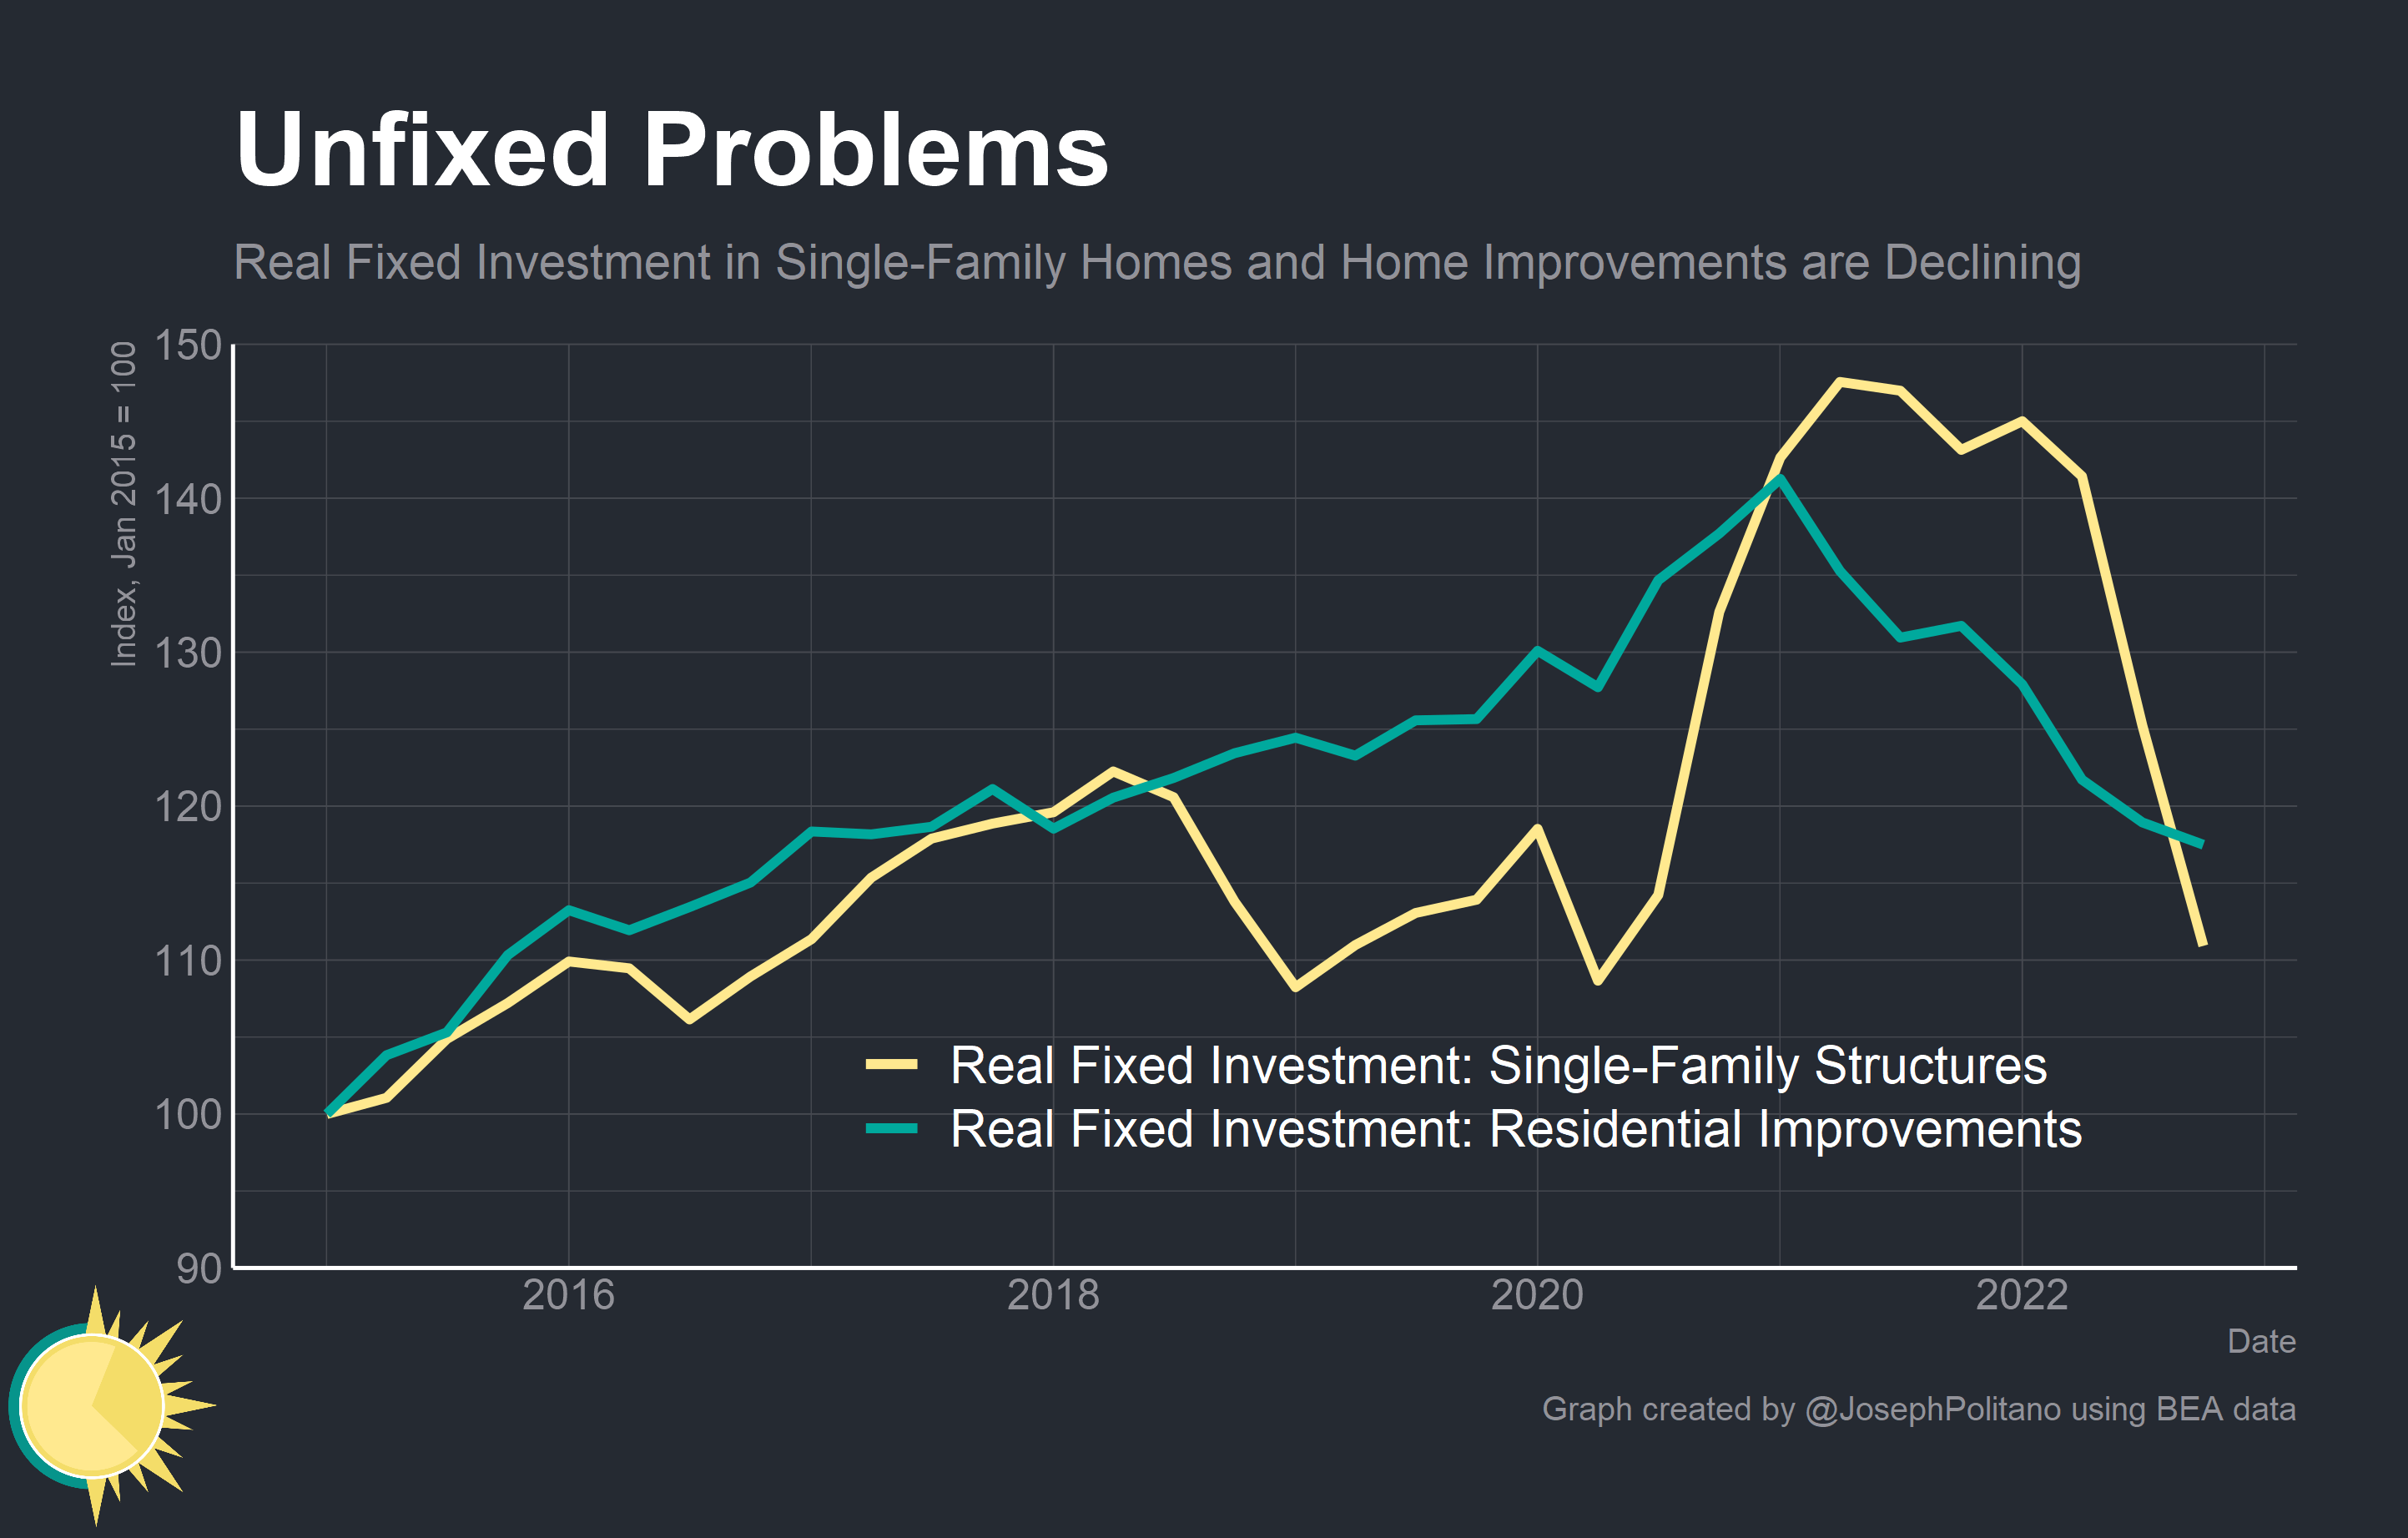 Unfixed Problems
Real Fixed Investment in Single-Family Homes and Home Improvements are Declining
Index, Jan 2015 = 100
150
140
130
120
110
100
90
Real Fixed Investment: Single-Family Structures
Real Fixed Investment: Residential Improvements
2016 2018 2020 2022
Date
Graph created by @JosephPolitano using BEA data